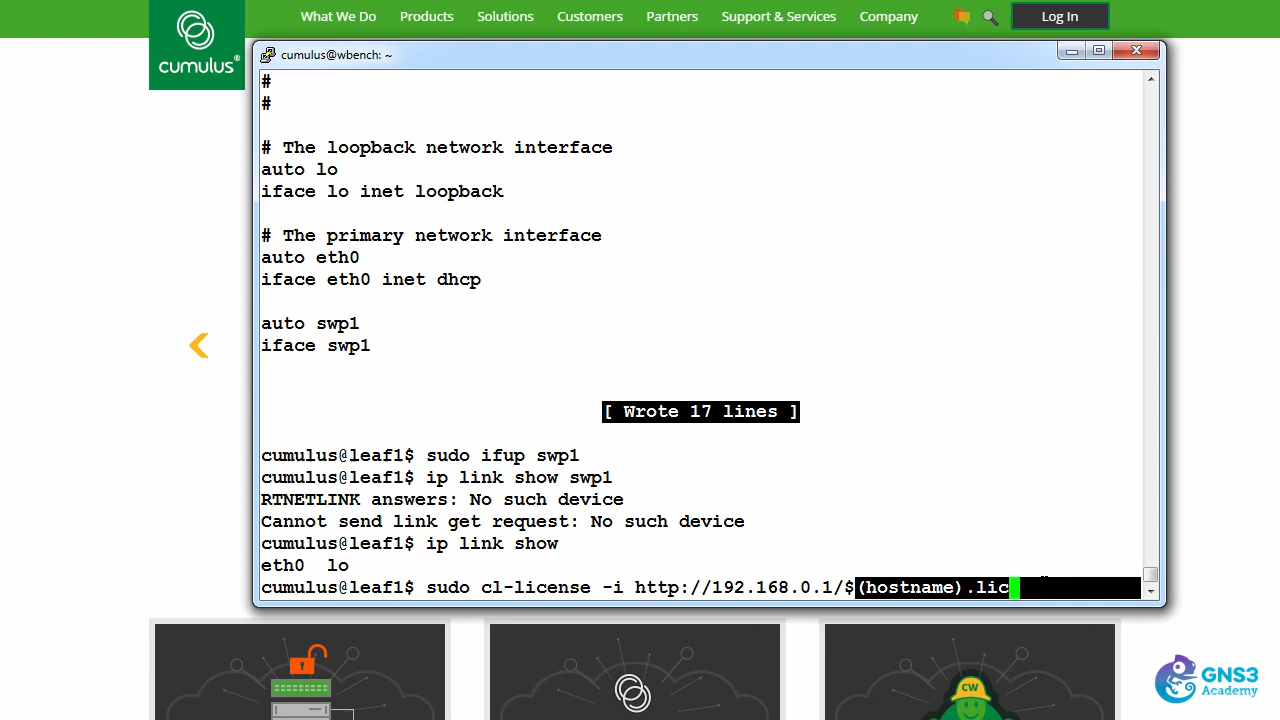 What We Do Products Solutions Customers Partners Support & Services Company Log In
cumulus®
cumulus@wbench: ~
#
#
# The loopback network interface
auto lo
iface lo inet loopback
# The primary network interface
auto eth0
iface eth0 inet dhcp
auto swp1
iface swp1
[ Wrote 17 lines ]
cumulus@leaf1$ sudo ifup swp1
cumulus@leaf1$ ip link show swp1
RTNETLINK answers: No such device
Cannot send link get request: No such device
cumulus@leaf1$ ip link show
eth0  lo
cumulus@leaf1$ sudo cl-license -i http://192.168.0.1/$(hostname).lic
CW
GNS3
Academy